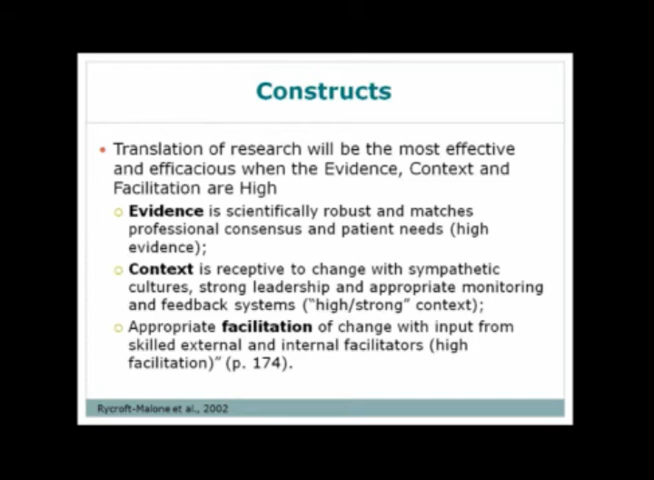 Constructs
• Translation of research will be the most effective
and efficacious when the Evidence, Context and
Facilitation are High
o Evidence is scientifically robust and matches
professional consensus and patient needs (high
evidence);
o Context is receptive to change with sympathetic
cultures, strong leadership and appropriate monitoring
and feedback systems ("high/strong" context);
o Appropriate facilitation of change with input from
skilled external and internal facilitators (high
facilitation)" (p. 174).
Rycroft-Malone et al., 2002